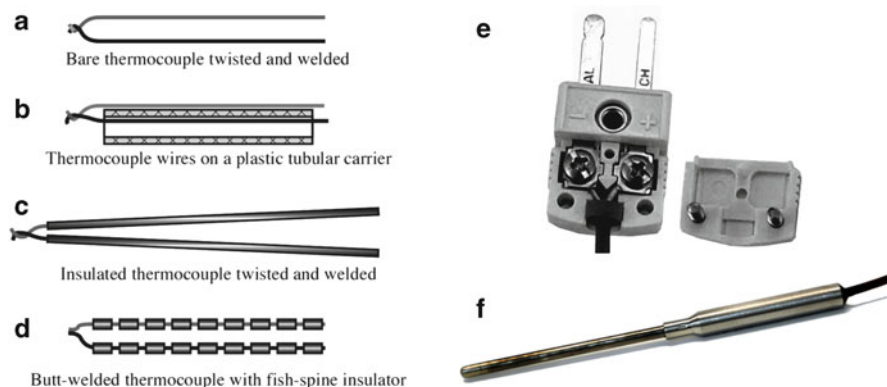 a
Bare thermocouple twisted and welded
b
Thermocouple wires on a plastic tubular carrier
c
Insulated thermocouple twisted and welded
d
Butt-welded thermocouple with fish-spine insulator
e
AL
CH
− +
f